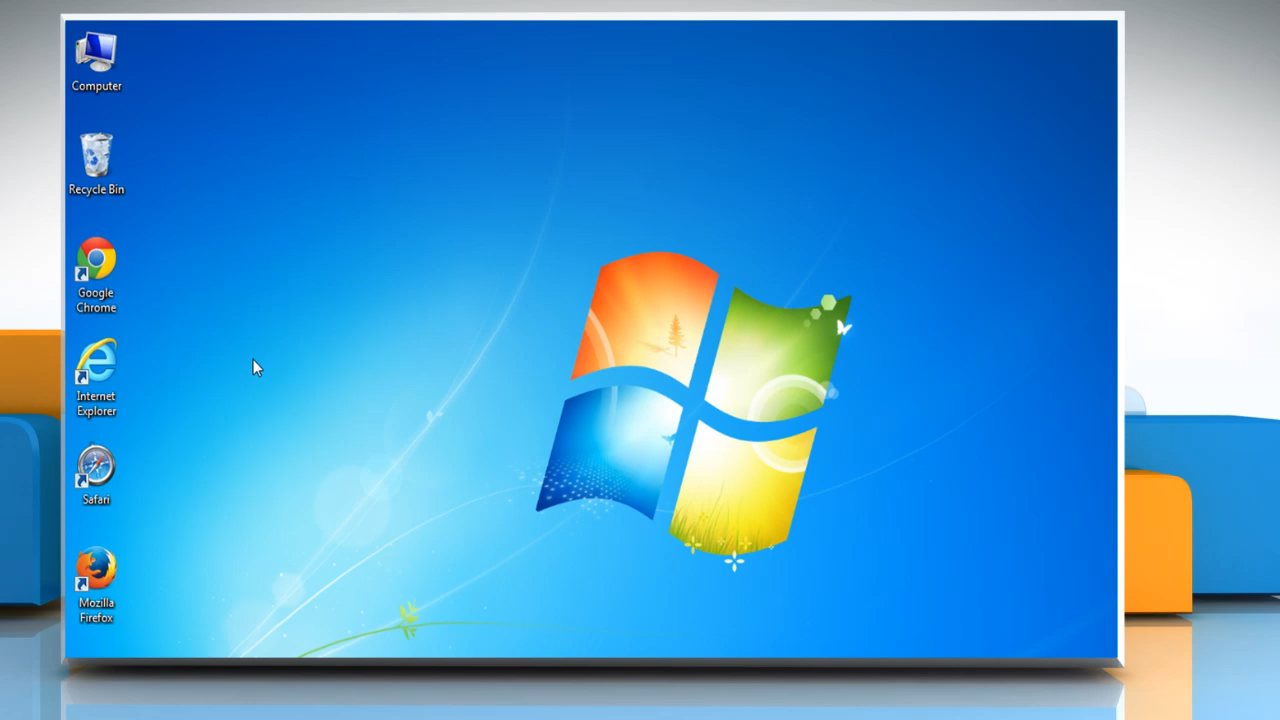 Computer
Recycle Bin
Google
Chrome
Internet
Explorer
Safari
Mozilla
Firefox